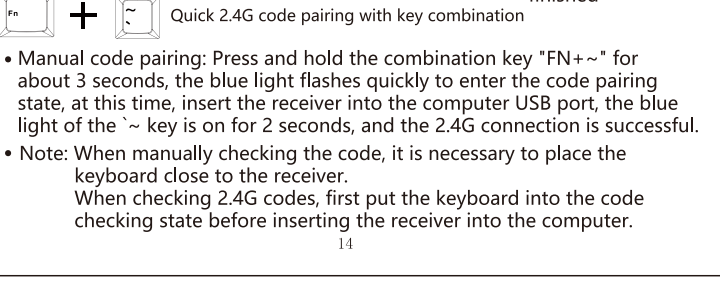 Fn + ~ ` Quick 2.4G code pairing with key combination
• Manual code pairing: Press and hold the combination key "FN+~" for
about 3 seconds, the blue light flashes quickly to enter the code pairing
state, at this time, insert the receiver into the computer USB port, the blue
light of the `~ key is on for 2 seconds, and the 2.4G connection is successful.
• Note: When manually checking the code, it is necessary to place the
keyboard close to the receiver.
When checking 2.4G codes, first put the keyboard into the code
checking state before inserting the receiver into the computer.
14